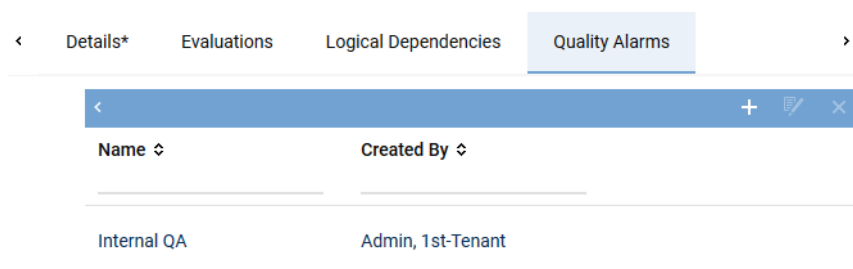 Details* Evaluations Logical Dependencies Quality Alarms
Name Created By
Internal QA Admin, 1st-Tenant